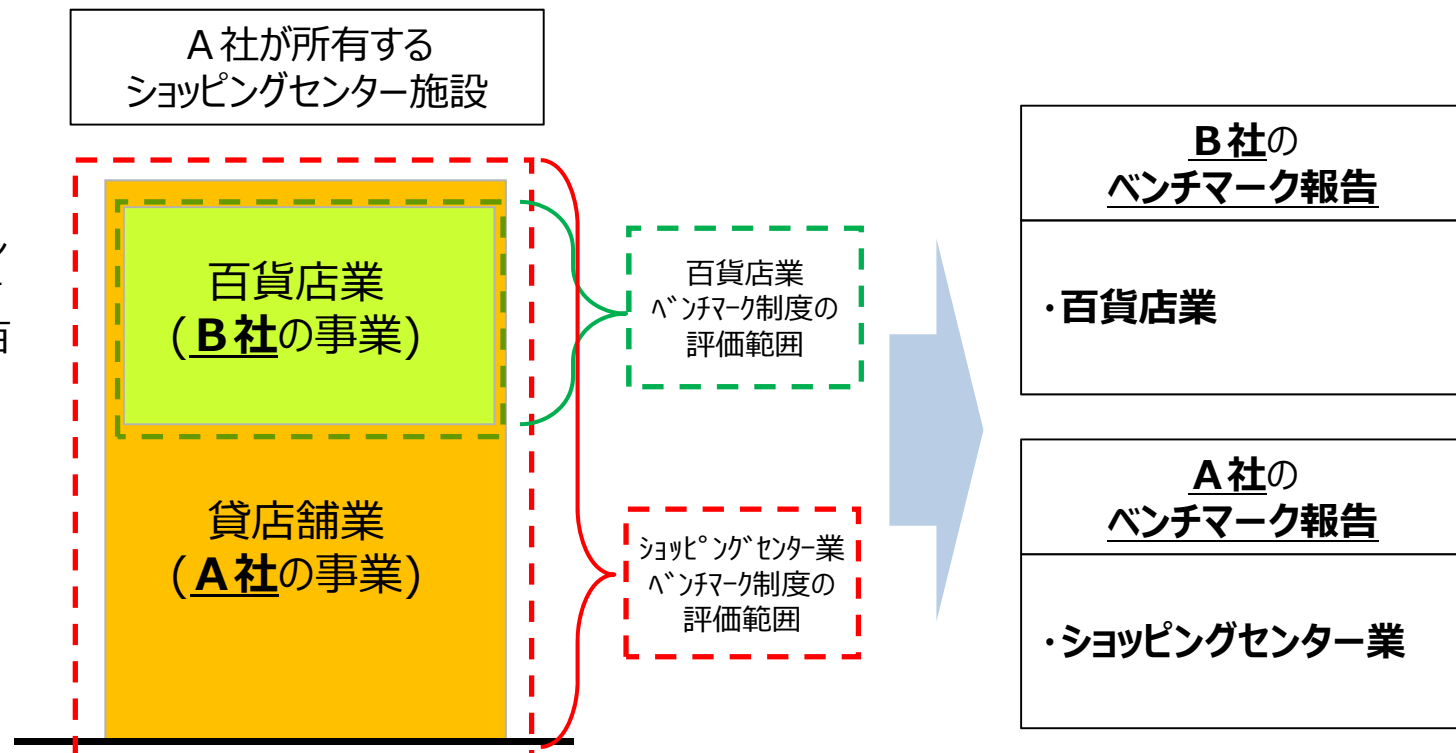 A社が所有する
ショッピングセンター施設
ン
百
百貨店業
(B社の事業)
貸店舗業
(A社の事業)
百貨店業
ﾍﾞﾝﾁﾏｰｸ制度の
評価範囲
ｼｮｯﾋﾟﾝｸﾞｾﾝﾀｰ業
ﾍﾞﾝﾁﾏｰｸ制度の
評価範囲
B社の
ベンチマーク報告
・百貨店業
A社の
ベンチマーク報告
・ショッピングセンター業